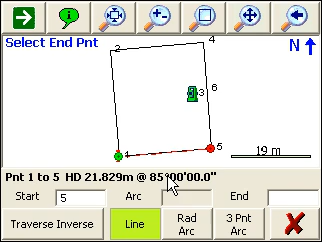 Select End Pnt
N
2
4
3
6
1
5
19 m
Pnt 1 to 5 HD 21.829m @ 85°00'00.0"
Start 5 Arc End
Traverse Inverse Line Rad Arc 3 Pnt Arc